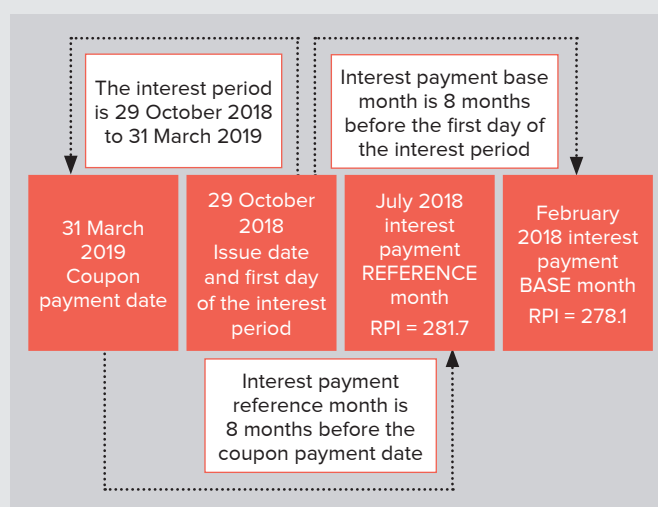 The interest period
is 29 October 2018
to 31 March 2019
Interest payment base
month is 8 months
before the first day of
the interest period
31 March
2019
Coupon
payment date
29 October
2018
Issue date
and first day
of the interest
period
July 2018
interest
payment
REFERENCE
month
RPI = 281.7
February
2018 interest
payment
BASE month
RPI = 278.1
Interest payment
reference month is
8 months before the
coupon payment date